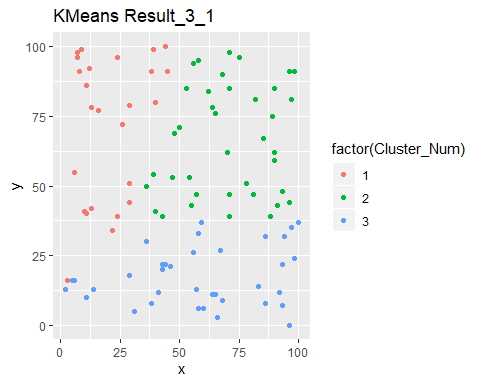 KMeans Result_3_1
100
75
50
25
0
y
0 25 50 75 100
x
factor(Cluster_Num)
1
2
3